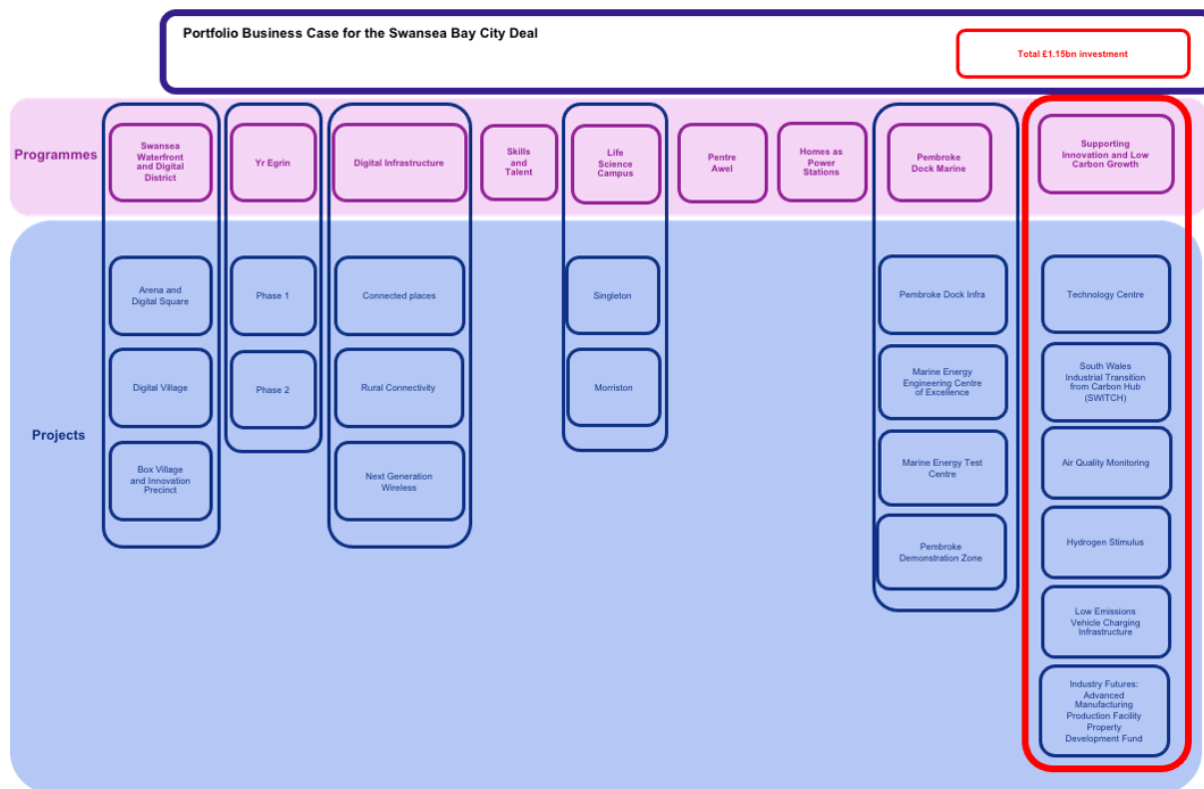 Portfolio Business Case for the Swansea Bay City Deal
Total £1.15bn investment
Programmes
Swansea
Waterfront
and Digital
District
Yr Egrin
Digital Infrastructure
Skills
and
Talent
Life
Science
Campus
Pentre
Awel
Homes as
Power
Stations
Pembroke
Dock Marine
Supporting
Innovation and Low
Carbon Growth
Projects
Arena and
Digital Square
Digital Village
Box Village
and Innovation
Precinct
Phase 1
Phase 2
Connected places
Rural Connectivity
Next Generation
Wireless
Singleton
Morriston
Pembroke Dock Infra
Marine Energy
Engineering Centre
of Excellence
Marine Energy Test
Centre
Pembroke
Demonstration Zone
Technology Centre
South Wales
Industrial Transition
from Carbon Hub
(SWITCH)
Air Quality Monitoring
Hydrogen Stimulus
Low Emissions
Vehicle Charging
Infrastructure
Industry Futures:
Advanced
Manufacturing
Production Facility
Property
Development Fund